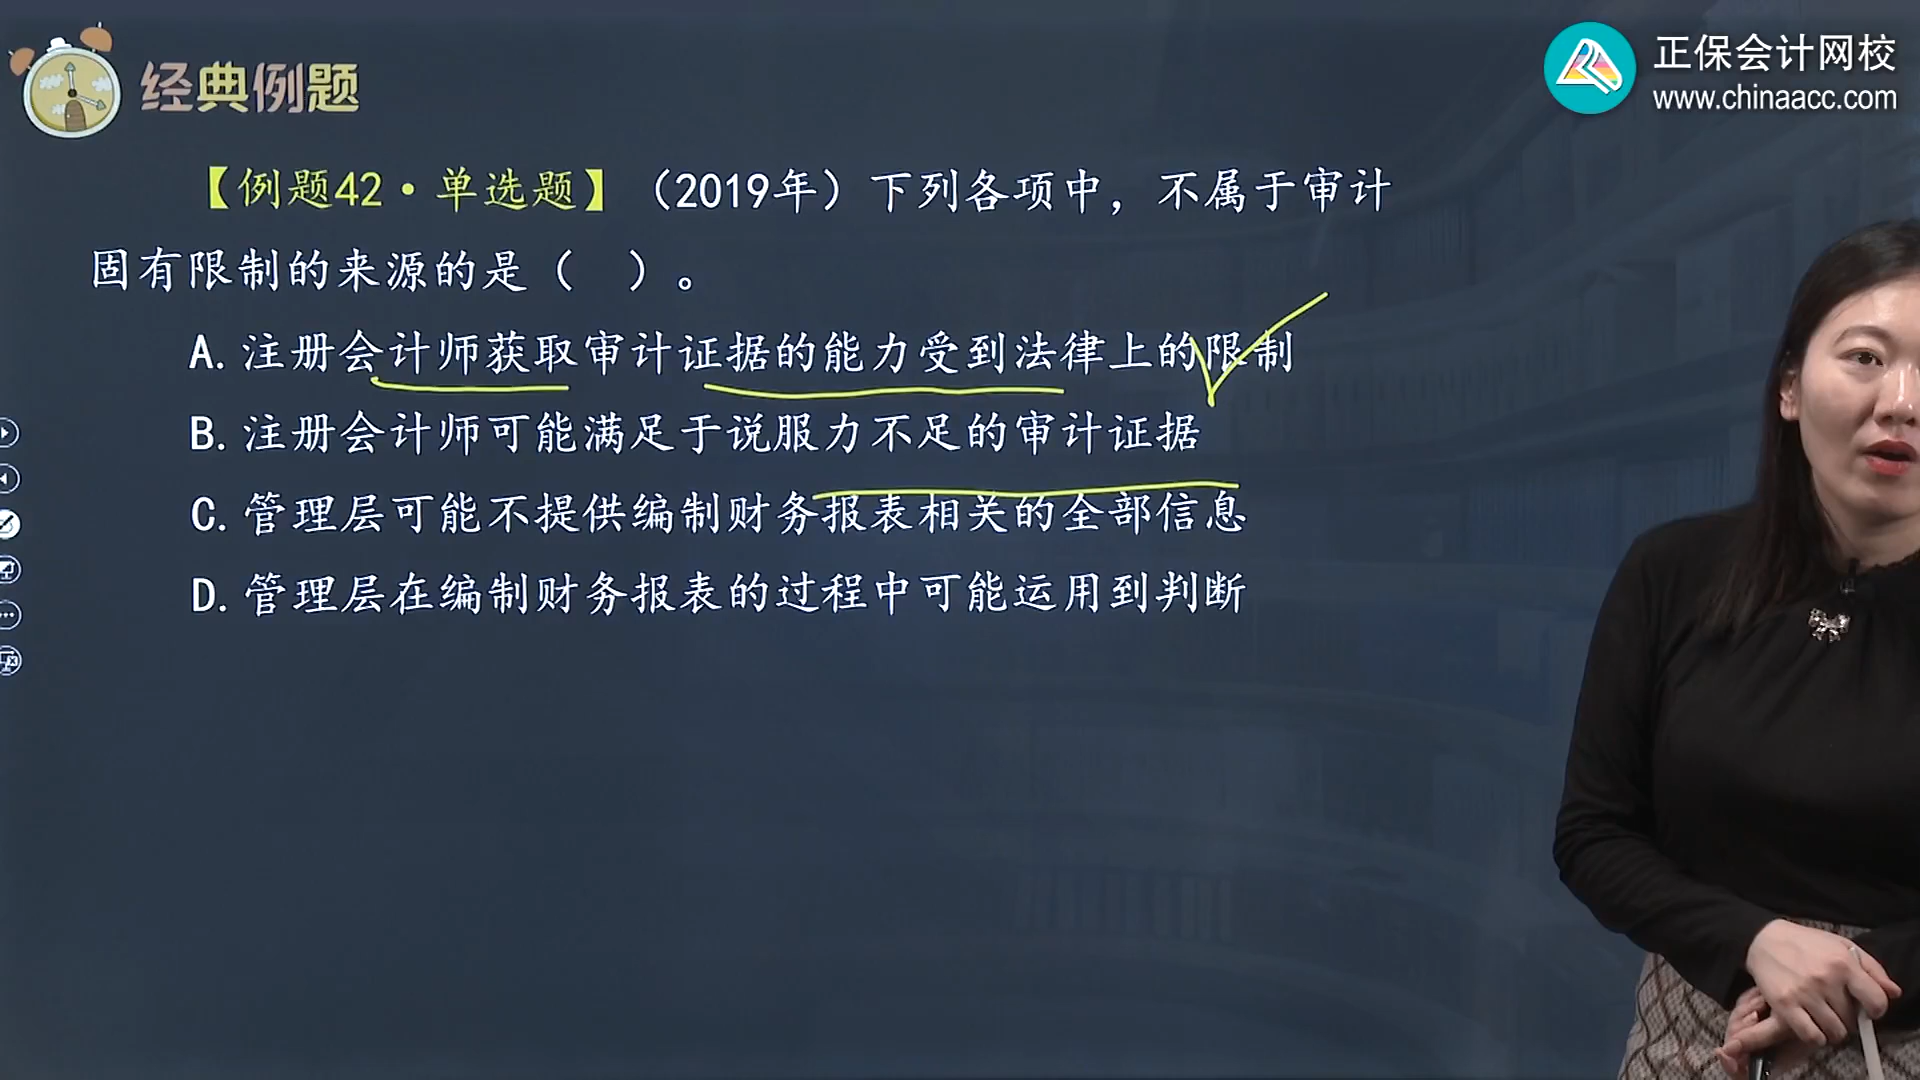 经典例题
正保会计网校
www.chinaacc.com
【例题42·单选题】（2019年）下列各项中，不属于审计
固有限制的来源的是（ ）。
A. 注册会计师获取审计证据的能力受到法律上的限制
B. 注册会计师可能满足于说服力不足的审计证据
C. 管理层可能不提供编制财务报表相关的全部信息
D. 管理层在编制财务报表的过程中可能运用到判断